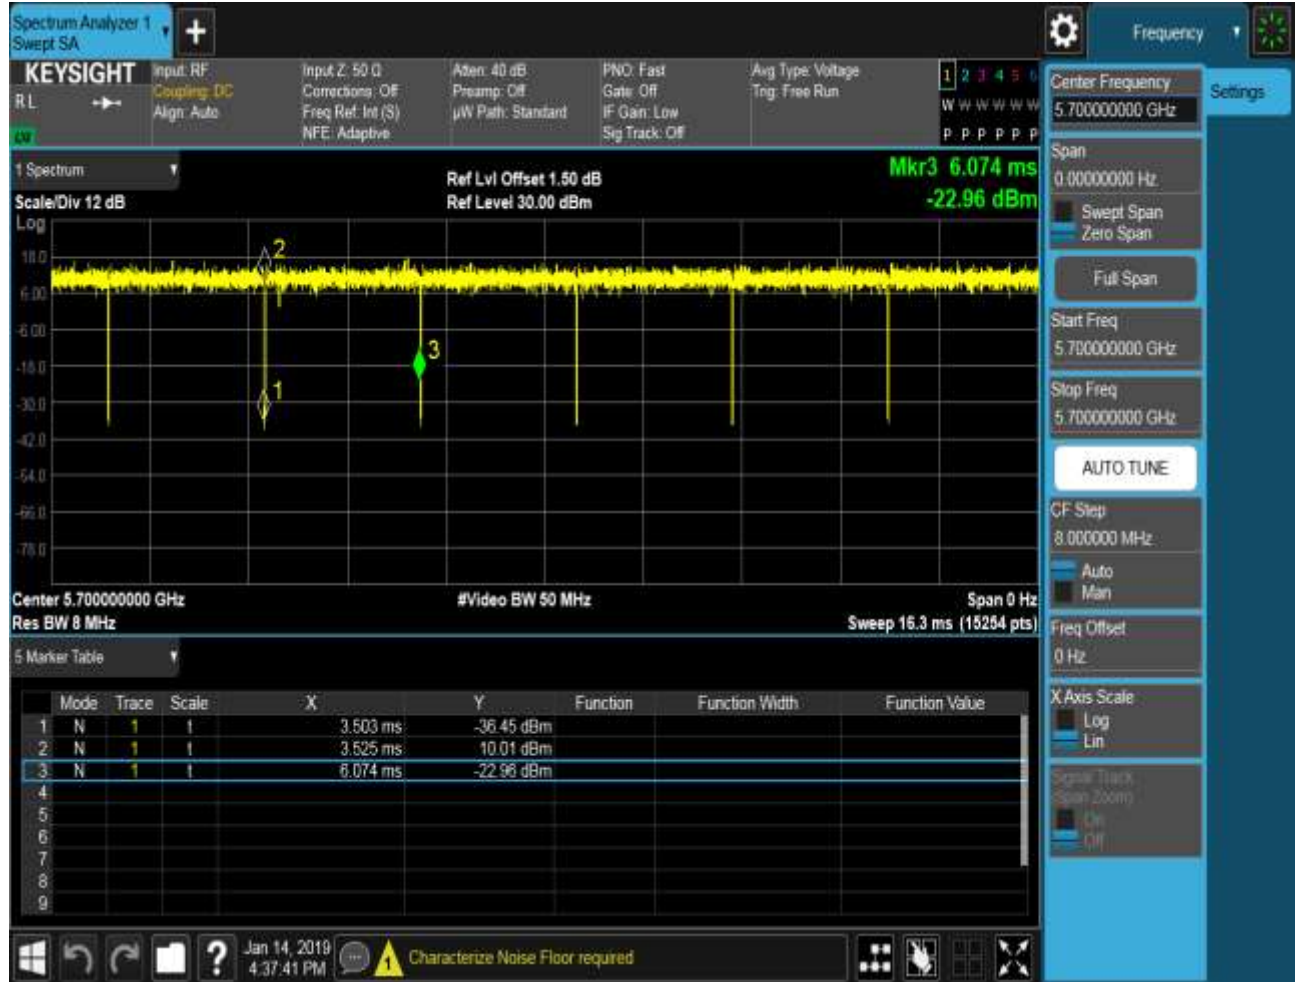 Spectrum Analyzer 1
Swept SA
+
Frequency
KEYSIGHT
RL
Input: RF
Coupling: DC
Align: Auto
Input Z: 50 Ω
Corrections: Off
Freq Ref: Int (S)
NFE: Adaptive
Atten: 40 dB
Preamp: Off
µW Path: Standard
PNO: Fast
Gate: Off
IF Gain: Low
Sig Track: Off
Avg Type: Voltage
Trig: Free Run
1 2 3 4 5 6
W W W W W W
P P P P P P
1 Spectrum
Scale/Div 12 dB
Ref Lvl Offset 1.50 dB
Ref Level 30.00 dBm
Mkr3 6.074 ms
-22.96 dBm
Log
18.0
6.00
-6.00
-18.0
-30.0
-42.0
-54.0
-66.0
-78.0
2
1
3
Center 5.700000000 GHz
#Video BW 50 MHz
Span 0 Hz
Res BW 8 MHz
Sweep 16.3 ms (15254 pts)
5 Marker Table
Mode Trace Scale X Y Function Function Width Function Value
1 N 1 t 3.503 ms -36.45 dBm
2 N 1 t 3.525 ms 10.01 dBm
3 N 1 t 6.074 ms -22.96 dBm
4
5
6
7
8
9
?
Jan 14, 2019
4:37:41 PM
1
Characterize Noise Floor required
Center Frequency
5.700000000 GHz
Settings
Span
0.00000000 Hz
Swept Span
Zero Span
Full Span
Start Freq
5.700000000 GHz
Stop Freq
5.700000000 GHz
AUTO TUNE
CF Step
8.000000 MHz
Auto
Man
Freq Offset
0 Hz
X Axis Scale
Log
Lin
Signal Track
(Span Zoom)
On
Off